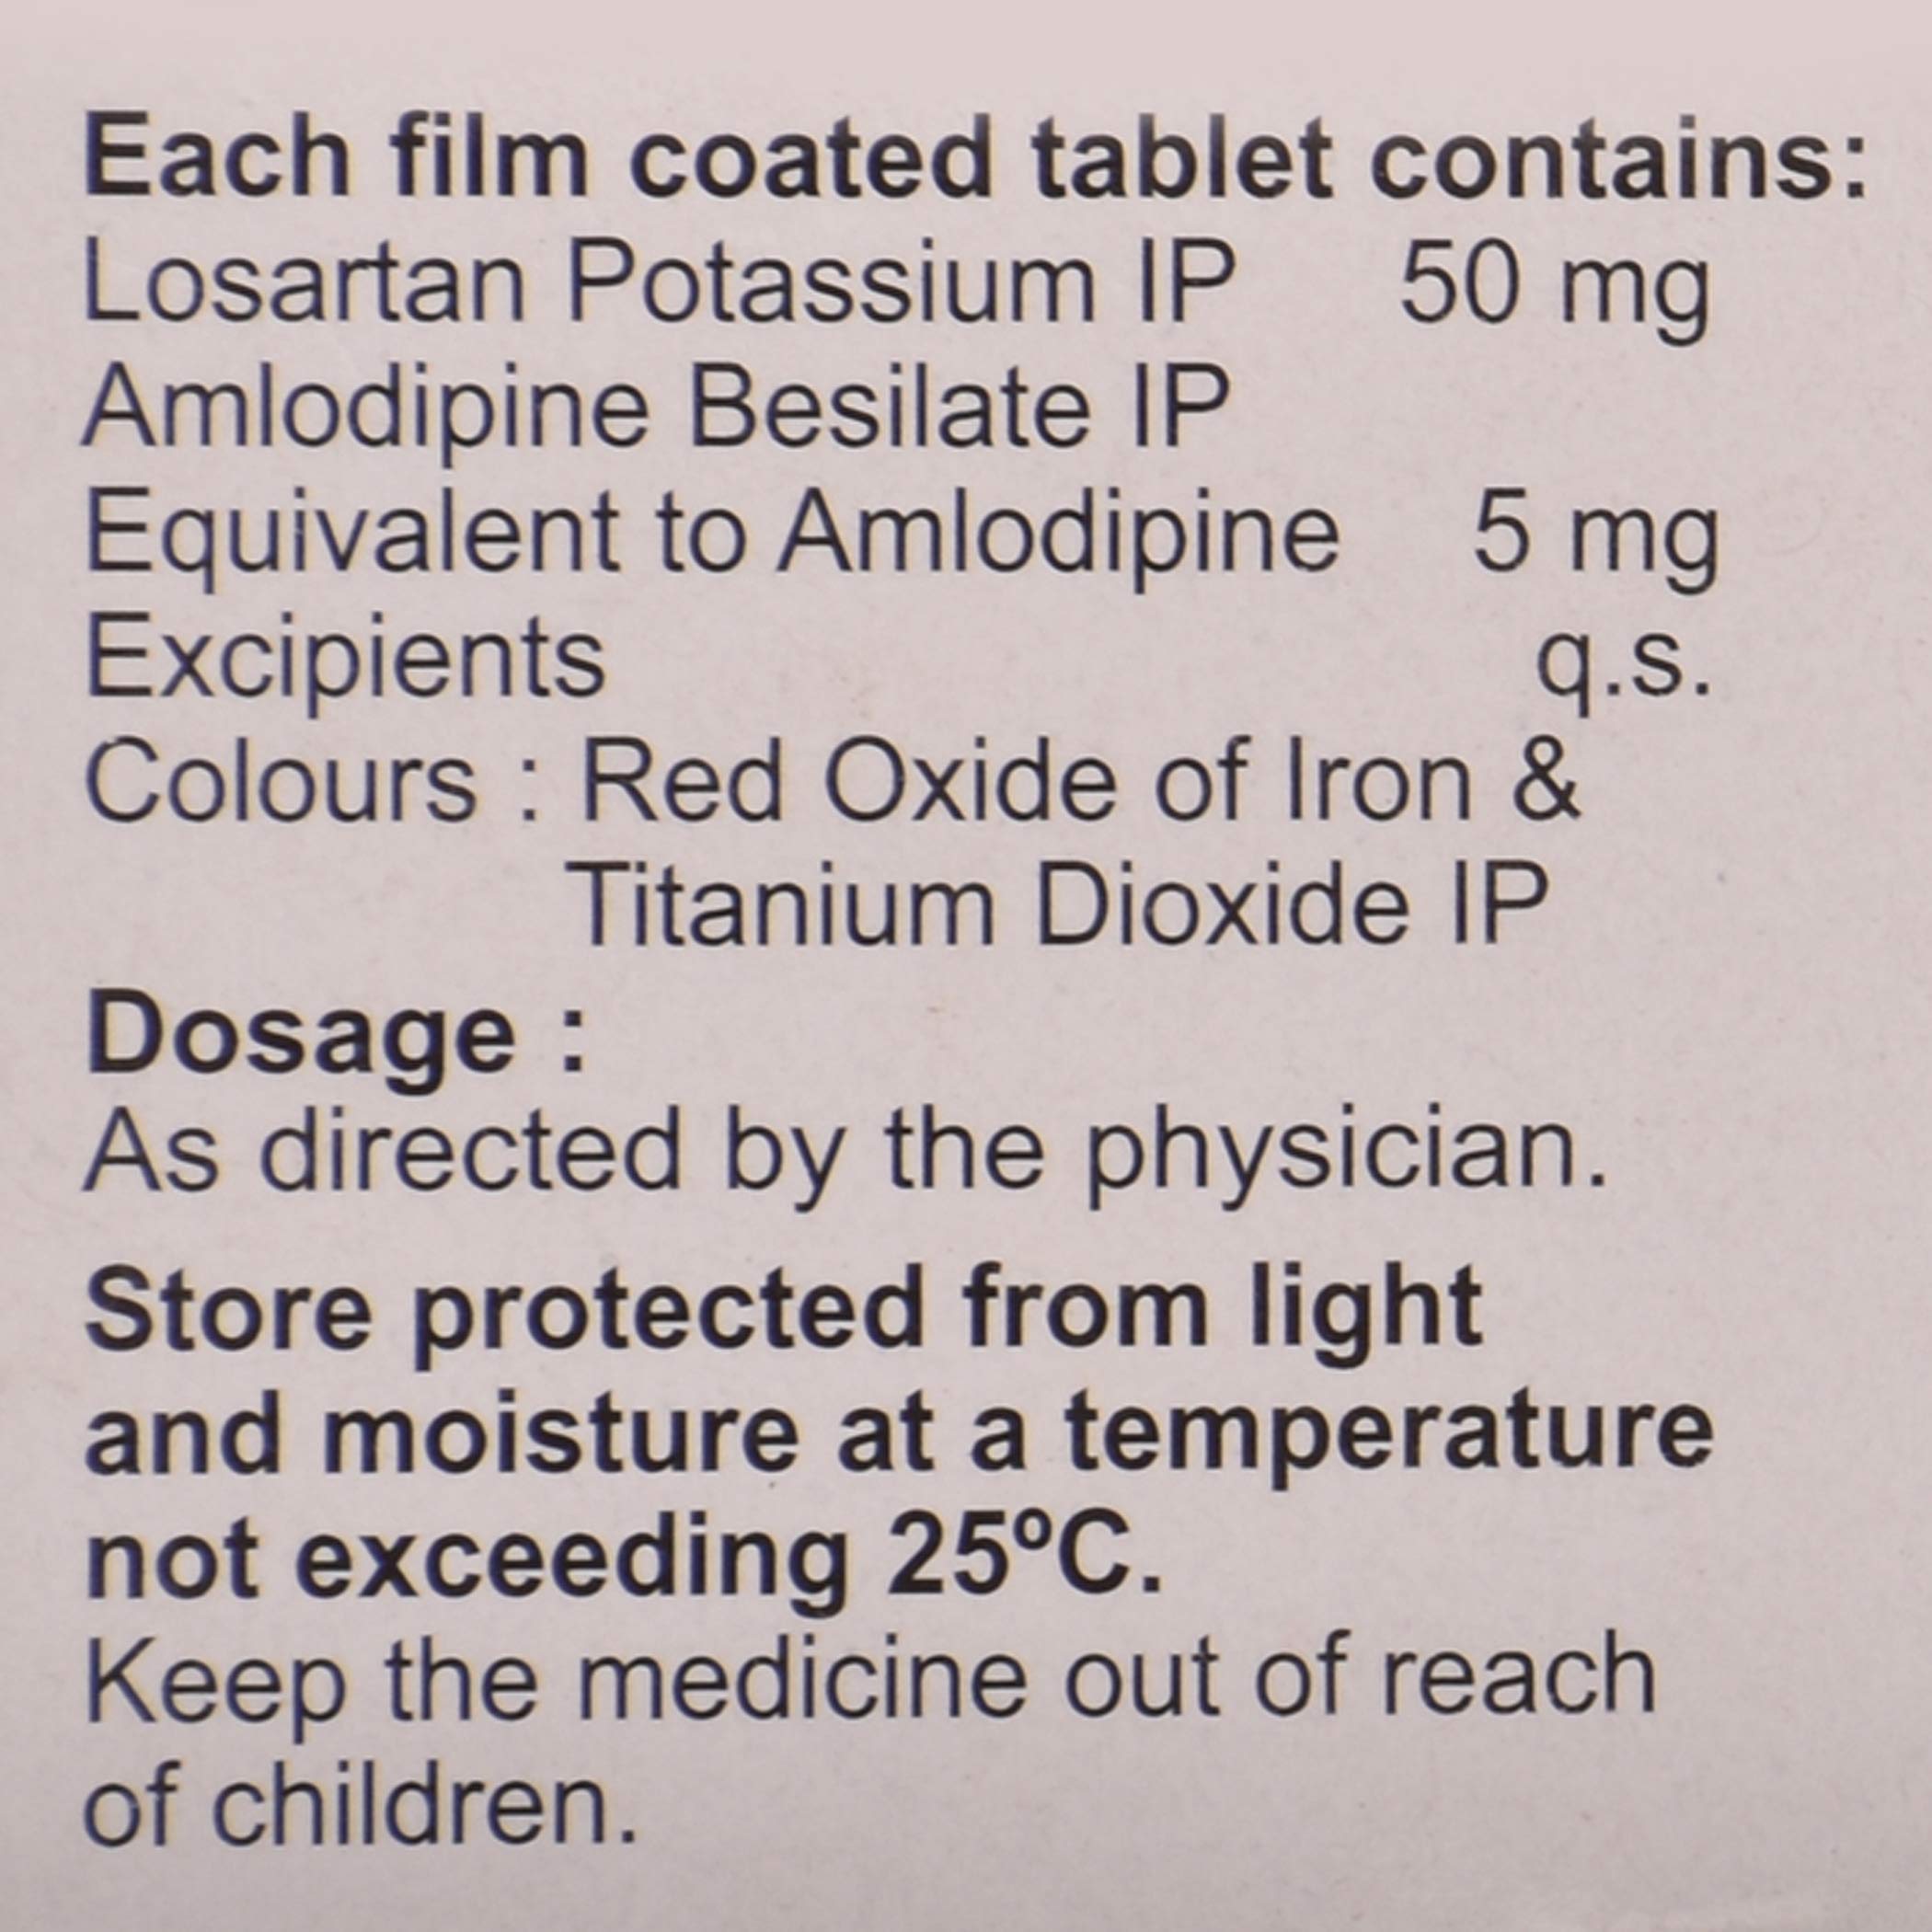 Each film coated tablet contains:
Losartan Potassium IP 50 mg
Amlodipine Besilate IP
Equivalent to Amlodipine 5 mg
Excipients q.s.
Colours : Red Oxide of Iron &
Titanium Dioxide IP
Dosage :
As directed by the physician.
Store protected from light
and moisture at a temperature
not exceeding 25ºC.
Keep the medicine out of reach
of children.